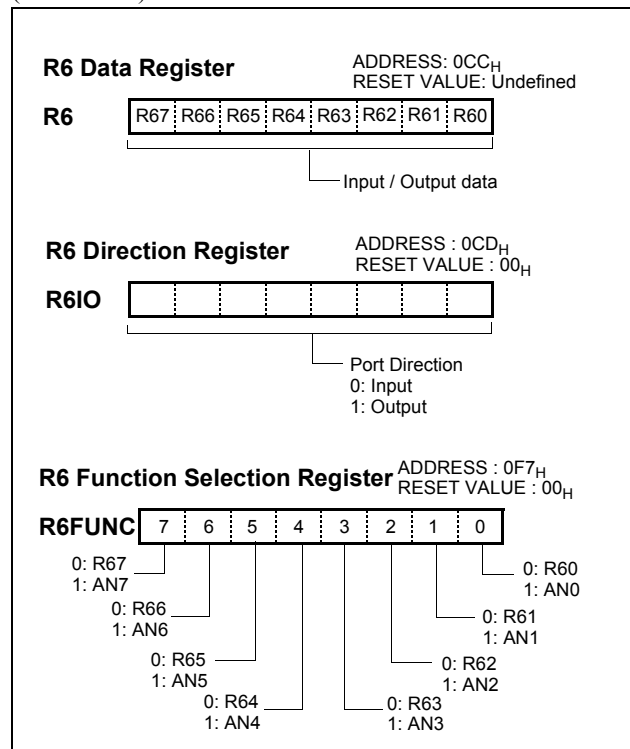 R6 Data Register
ADDRESS: 0CCH
RESET VALUE: Undefined
R6
R67 R66 R65 R64 R63 R62 R61 R60
Input / Output data
R6 Direction Register
ADDRESS : 0CDH
RESET VALUE : 00H
R6IO
Port Direction
0: Input
1: Output
R6 Function Selection Register
ADDRESS : 0F7H
RESET VALUE : 00H
R6FUNC
7 6 5 4 3 2 1 0
0: R67
1: AN7
0: R60
1: AN0
0: R66
1: AN6
0: R61
1: AN1
0: R65
1: AN5
0: R62
1: AN2
0: R64
1: AN4
0: R63
1: AN3